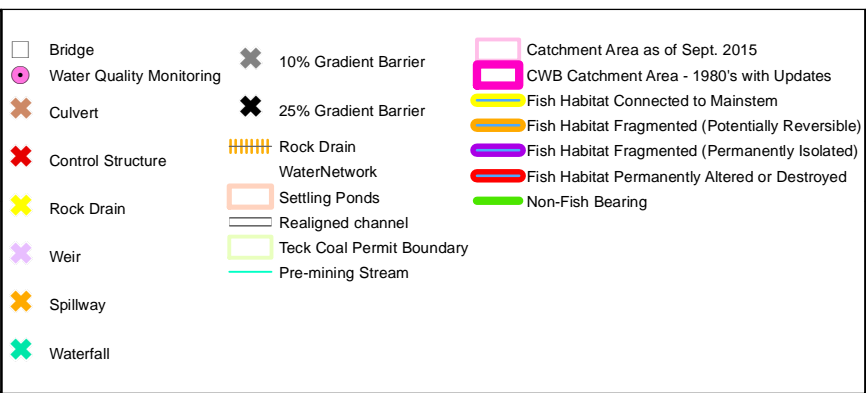 Bridge
Water Quality Monitoring
Culvert
Control Structure
Rock Drain
Weir
Spillway
Waterfall
10% Gradient Barrier
25% Gradient Barrier
Rock Drain
WaterNetwork
Settling Ponds
Realigned channel
Teck Coal Permit Boundary
Pre-mining Stream
Catchment Area as of Sept. 2015
CWB Catchment Area - 1980's with Updates
Fish Habitat Connected to Mainstem
Fish Habitat Fragmented (Potentially Reversible)
Fish Habitat Fragmented (Permanently Isolated)
Fish Habitat Permanently Altered or Destroyed
Non-Fish Bearing